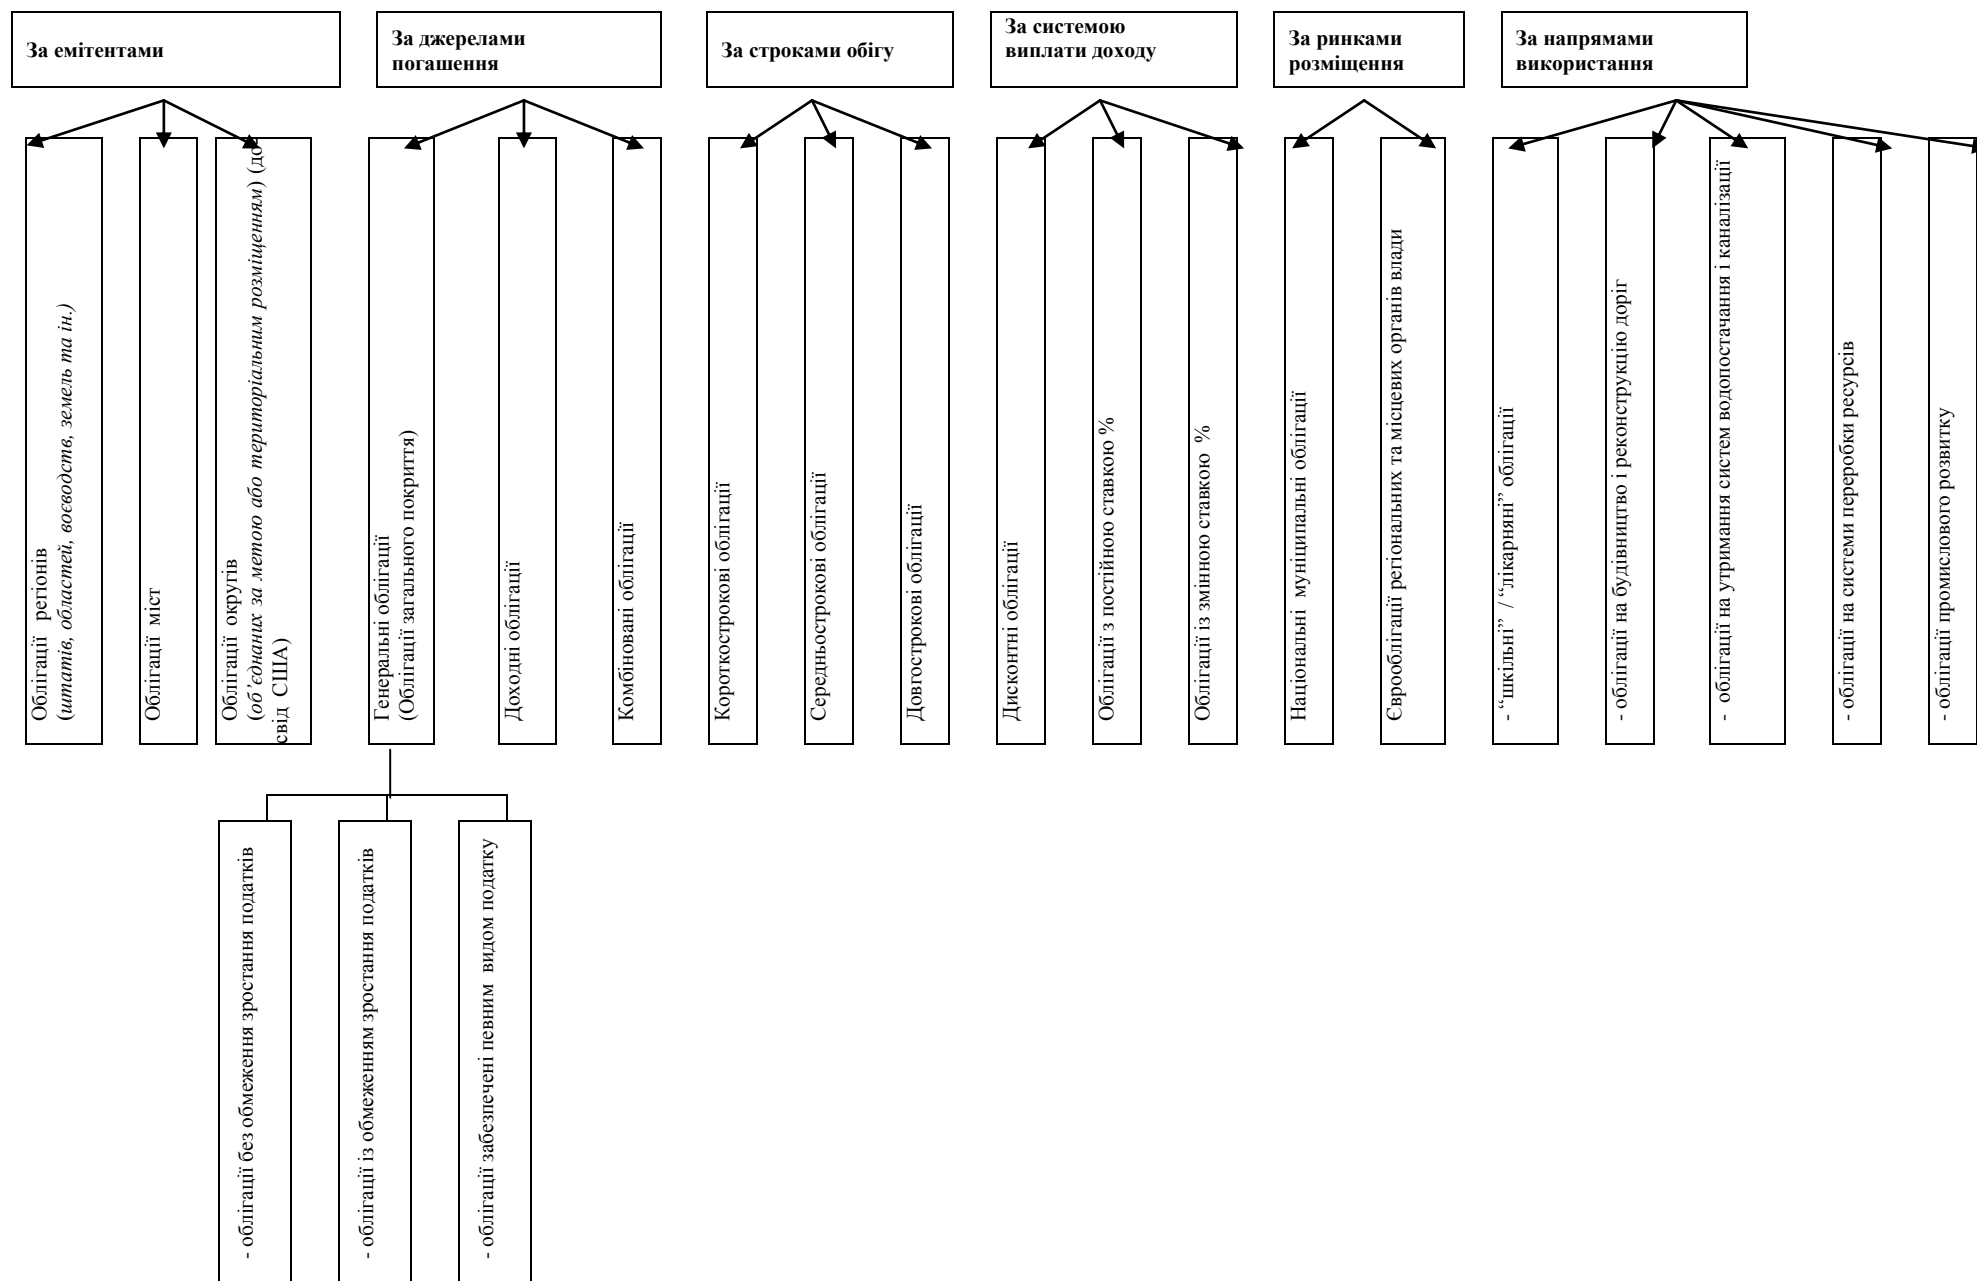 За емітентами
За джерелами
погашення
За строками обігу
За системою
виплати доходу
За ринками
розміщення
За напрямами
використання
Облігації регіонів
(штатів, областей, воєводств, земель та ін.)
Облігації міст
Облігації округів
(об’єднаних за метою або територіальним розміщенням) (до
свід США)
Генеральні облігації
(Облігації загального покриття)
Доходні облігації
Комбіновані облігації
Короткострокові облігації
Середньострокові облігації
Довгострокові облігації
Дисконтні облігації
Облігації з постійною ставкою %
Облігації із змінною ставкою %
Національні муніципальні облігації
Єврооблігації регіональних та місцевих органів влади
- “шкільні” / “лікарняні” облігації
- облігації на будівництво і реконструкцію доріг
- облігації на утримання систем водопостачання і каналізації
- облігації на системи переробки ресурсів
- облігації промислового розвитку
- облігації без обмеження зростання податків
- облігації із обмеженням зростання податків
- облігації забезпечені певним видом податку